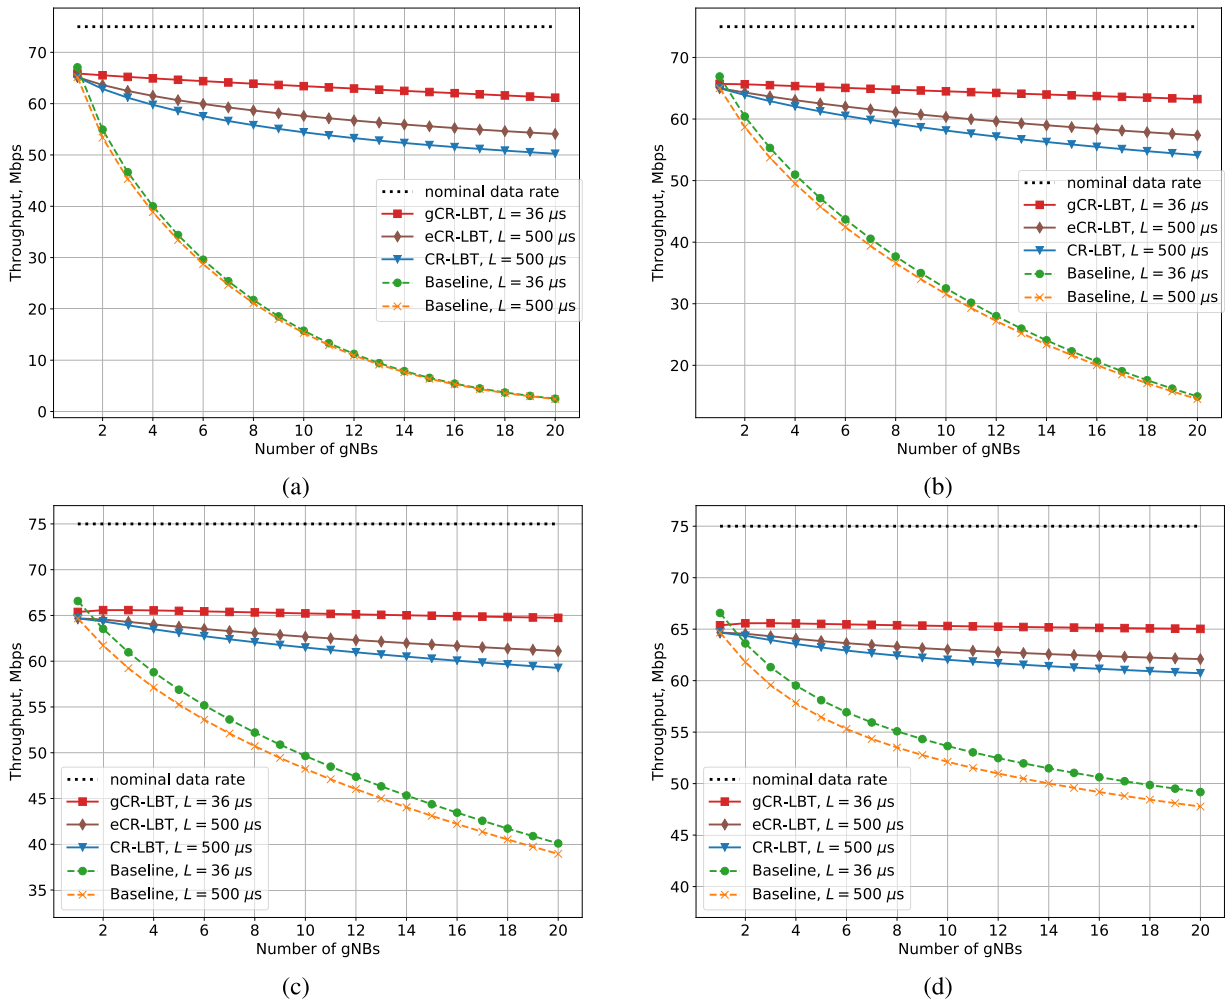 Throughput, Mbps
70
60
50
40
30
20
10
0
nominal data rate
gCR-LBT, L = 36 μs
eCR-LBT, L = 500 μs
CR-LBT, L = 500 μs
Baseline, L = 36 μs
Baseline, L = 500 μs
2 4 6 8 10 12 14 16 18 20
Number of gNBs
(a)
Throughput, Mbps
70
60
50
40
30
20
nominal data rate
gCR-LBT, L = 36 μs
eCR-LBT, L = 500 μs
CR-LBT, L = 500 μs
Baseline, L = 36 μs
Baseline, L = 500 μs
2 4 6 8 10 12 14 16 18 20
Number of gNBs
(b)
Throughput, Mbps
75
70
65
60
55
50
45
40
35
nominal data rate
gCR-LBT, L = 36 μs
eCR-LBT, L = 500 μs
CR-LBT, L = 500 μs
Baseline, L = 36 μs
Baseline, L = 500 μs
2 4 6 8 10 12 14 16 18 20
Number of gNBs
(c)
Throughput, Mbps
75
70
65
60
55
50
45
40
nominal data rate
gCR-LBT, L = 36 μs
eCR-LBT, L = 500 μs
CR-LBT, L = 500 μs
Baseline, L = 36 μs
Baseline, L = 500 μs
2 4 6 8 10 12 14 16 18 20
Number of gNBs
(d)